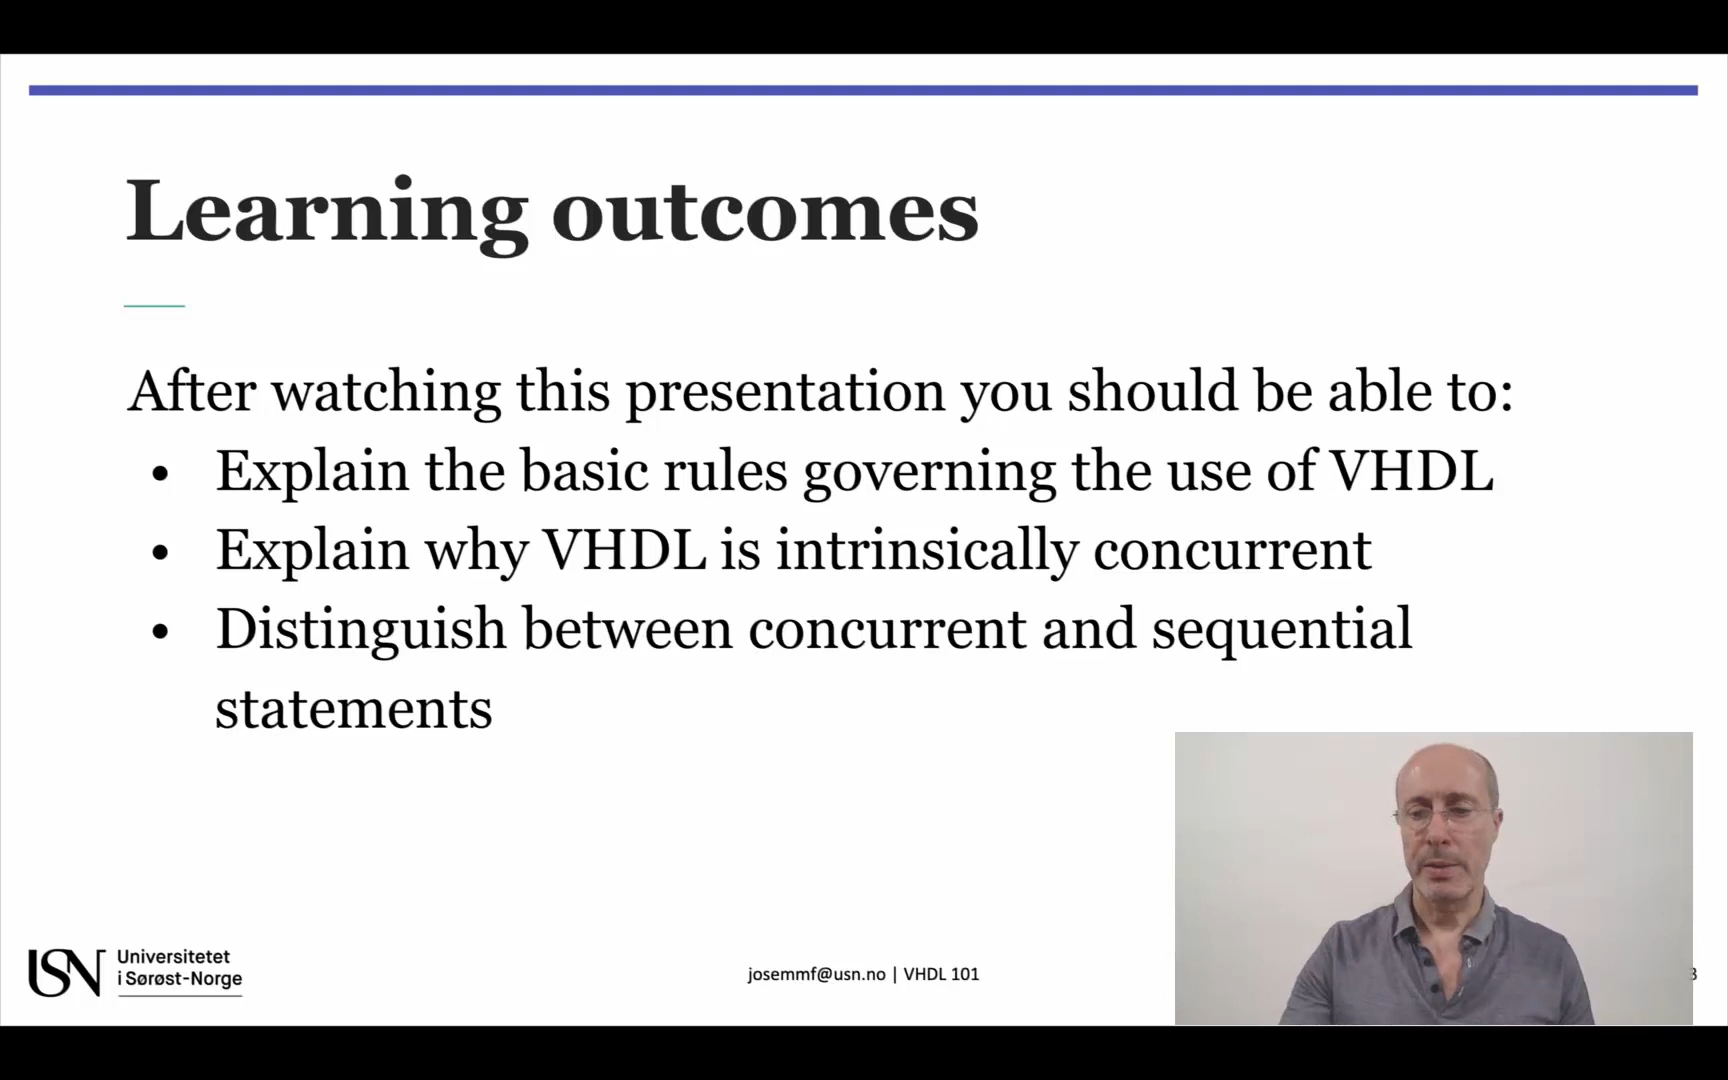 Learning outcomes
After watching this presentation you should be able to:
• Explain the basic rules governing the use of VHDL
• Explain why VHDL is intrinsically concurrent
• Distinguish between concurrent and sequential
statements
USN Universitetet
i Sørøst-Norge
josemmf@usn.no | VHDL 101
3